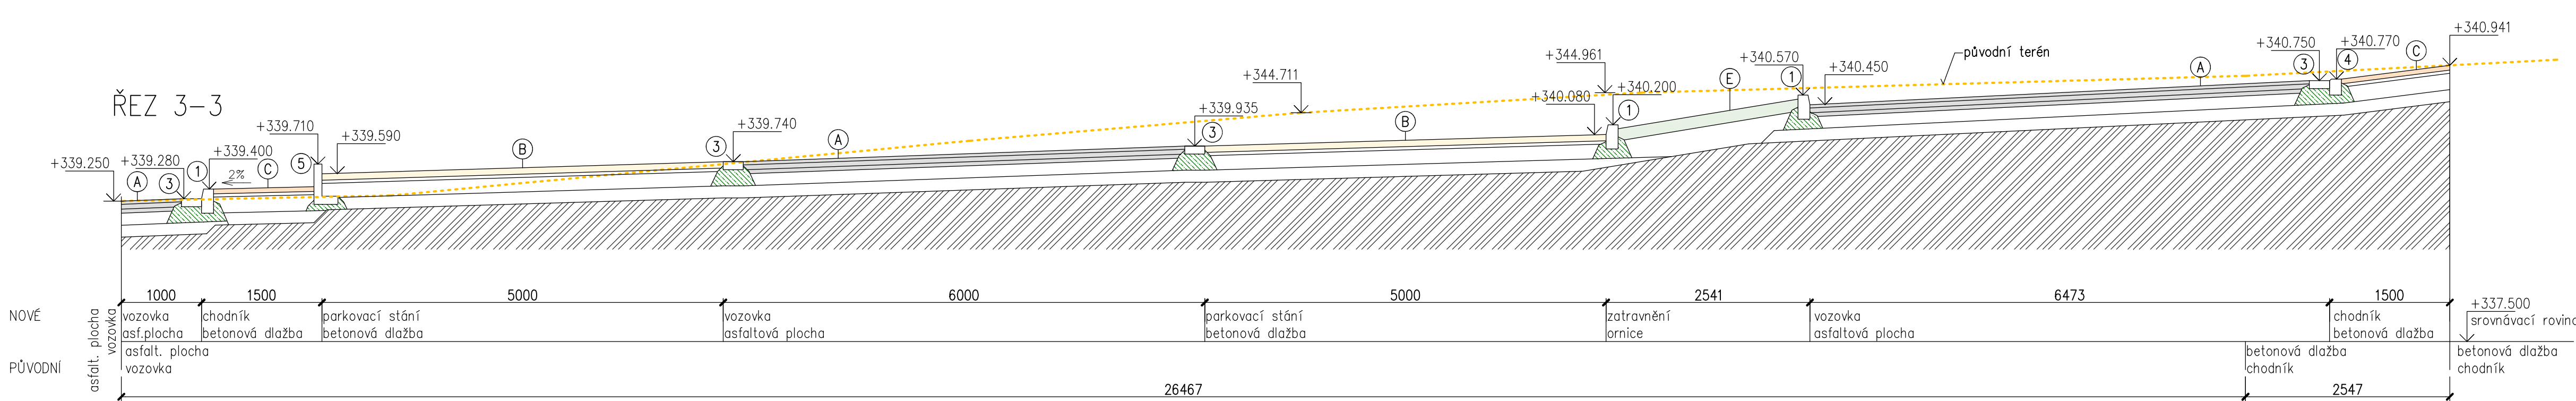 ŘEZ 3-3
+339.250
+339.280
A
3
1
+339.400
2%
C
+339.710
5
+339.590
B
3
+339.740
A
+339.935
3
+344.711
B
+344.961
+340.080
+340.200
1
E
+340.570
1
+340.450
původní terén
A
+340.750
3
+340.770
4
C
+340.941
1000
1500
5000
6000
5000
2541
6473
1500
NOVÉ
vozovka
asf.plocha
chodník
betonová dlažba
parkovací stání
betonová dlažba
vozovka
asfaltová plocha
parkovací stání
betonová dlažba
zatravnění
ornice
vozovka
asfaltová plocha
chodník
betonová dlažba
+337.500
srovnávací rovina
PŮVODNÍ
asfalt. plocha
vozovka
asfalt. plocha
vozovka
betonová dlažba
chodník
betonová dlažba
chodník
26467
2547